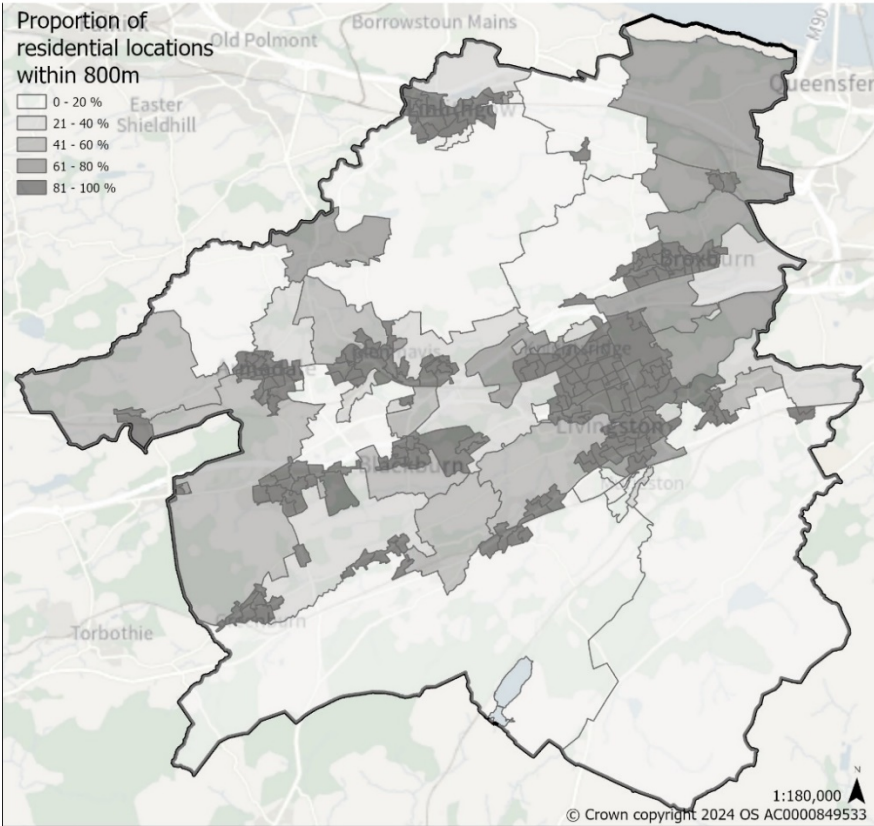 Proportion of
residential locations
within 800m
0 - 20 %
21 - 40 %
41 - 60 %
61 - 80 %
81 - 100 %
Borrowstoun Mains
Old Polmont
M90
Queensfer
Easter
Shieldhill
Broxburn
Livingston
Blackburn
Torbothie
N
1:180,000
© Crown copyright 2024 OS AC0000849533